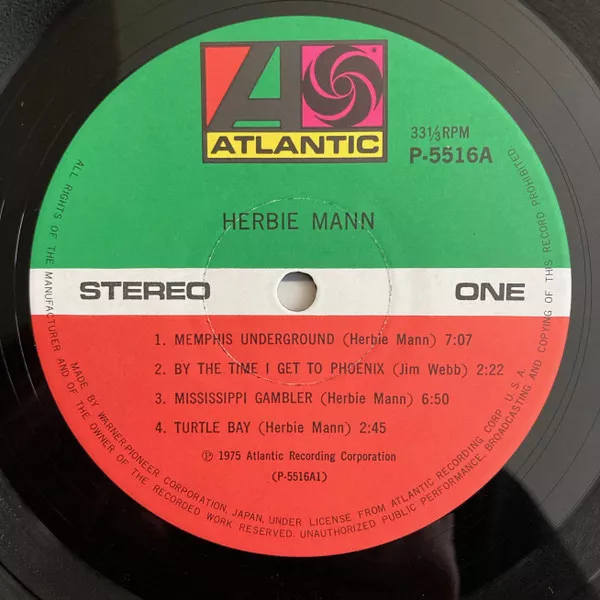 ATLANTIC
33 1/3 RPM
P-5516A
HERBIE MANN
STEREO
ONE
1. MEMPHIS UNDERGROUND (Herbie Mann) 7:07
2. BY THE TIME I GET TO PHOENIX (Jim Webb) 2:22
3. MISSISSIPPI GAMBLER (Herbie Mann) 6:50
4. TURTLE BAY (Herbie Mann) 2:45
℗ 1975 Atlantic Recording Corporation
(P-5516A1)
MADE BY WARNER-PIONEER CORPORATION, JAPAN, UNDER LICENSE FROM ATLANTIC RECORDING CORP. U.S.A.
ALL RIGHTS OF THE MANUFACTURER AND OF THE OWNER OF THE RECORDED WORK RESERVED. UNAUTHORIZED PUBLIC PERFORMANCE, BROADCASTING AND COPYING OF THIS RECORD PROHIBITED.